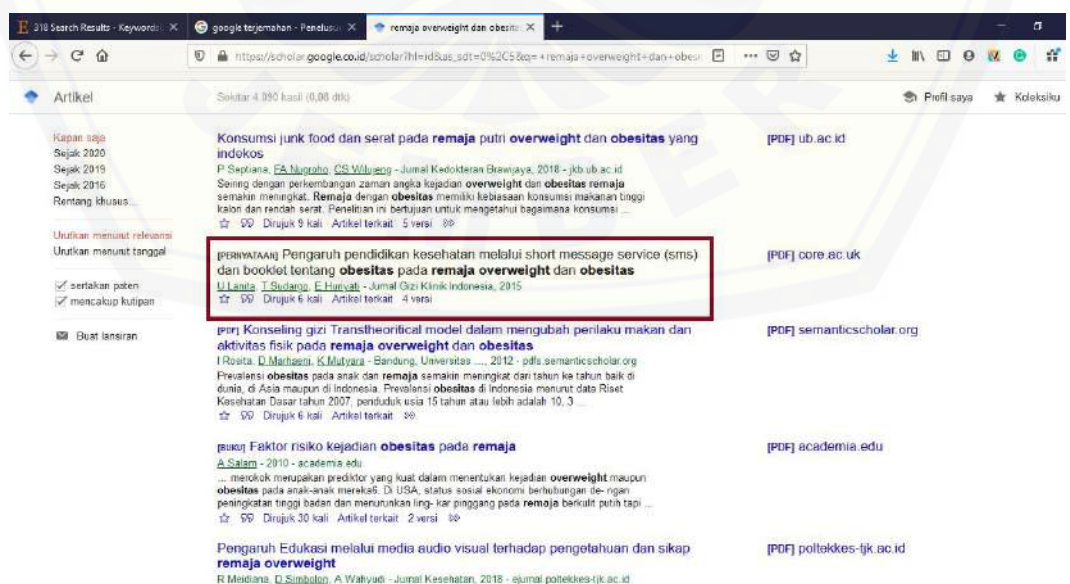 318 Search Results - Keywords:
google terjemahan - Penelusur
remaja overweight dan obesitas
https://scholar.google.co.id/scholar?hl=id&as_sdt=0%2C5&q=+remaja+overweight+dan+obesi
Artikel
Sekitar 4.090 hasil (0,08 dtk)
Profil saya
Koleksiku
Kapan saja
Sejak 2020
Sejak 2019
Sejak 2016
Rentang khusus...
Urutkan menurut relevansi
Urutkan menurut tanggal
sertakan paten
mencakup kutipan
Buat lansiran
Konsumsi junk food dan serat pada remaja putri overweight dan obesitas yang
indekos
P Septiana, FA Nugroho, CS Wilujeng - Jurnal Kedokteran Brawijaya, 2018 - jkb.ub.ac.id
Seiring dengan perkembangan zaman angka kejadian overweight dan obesitas remaja
semakin meningkat. Remaja dengan obesitas memiliki kebiasaan konsumsi makanan tinggi
kalori dan rendah serat. Penelitian ini bertujuan untuk mengetahui bagaimana konsumsi ...
Dirujuk 9 kali Artikel terkait 5 versi
[PDF] ub.ac.id
[PERNYATAAN] Pengaruh pendidikan kesehatan melalui short message service (sms)
dan booklet tentang obesitas pada remaja overweight dan obesitas
U Lanita, T Sudargo, E Huriyati - Jurnal Gizi Klinik Indonesia, 2015
Dirujuk 6 kali Artikel terkait 4 versi
[PDF] core.ac.uk
[PDF] Konseling gizi Transtheoritical model dalam mengubah perilaku makan dan
aktivitas fisik pada remaja overweight dan obesitas
I Rosita, D Marhaeni, K Mutyara - Bandung, Universitas ..., 2012 - pdfs.semanticscholar.org
Prevalensi obesitas pada anak dan remaja semakin meningkat dari tahun ke tahun baik di
dunia, di Asia maupun di Indonesia. Prevalensi obesitas di Indonesia menurut data Riset
Kesehatan Dasar tahun 2007, penduduk usia 15 tahun atau lebih adalah 10, 3 ...
Dirujuk 6 kali Artikel terkait
[PDF] semanticscholar.org
[BUKU] Faktor risiko kejadian obesitas pada remaja
A Salam - 2010 - academia.edu
... merokok merupakan prediktor yang kuat dalam menentukan kejadian overweight maupun
obesitas pada anak-anak mereka6. Di USA, status sosial ekonomi berhubungan de- ngan
peningkatan tinggi badan dan menurunkan ling- kar pinggang pada remaja berkulit putih tapi ...
Dirujuk 30 kali Artikel terkait 2 versi
[PDF] academia.edu
Pengaruh Edukasi melalui media audio visual terhadap pengetahuan dan sikap
remaja overweight
R Meidiana, D Simbolon, A Wahyudi - Jurnal Kesehatan, 2018 - ejurnal.poltekkes-tjk.ac.id
[PDF] poltekkes-tjk.ac.id